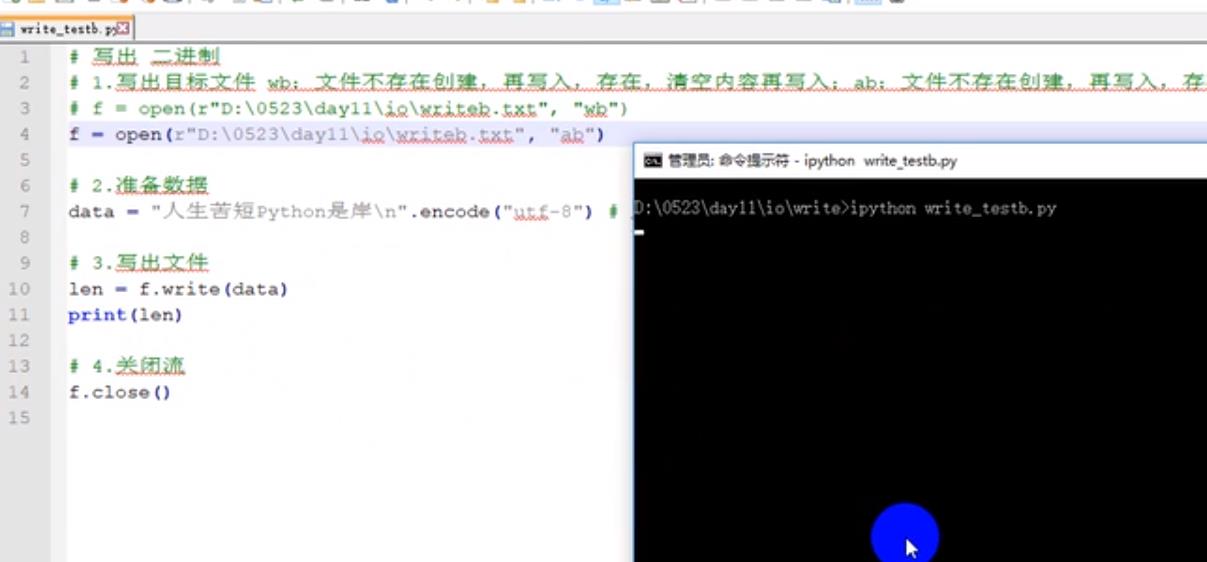 write_testb.py
1 # 写出 二进制
2 # 1.写出目标文件 wb: 文件不存在创建, 再写入, 存在, 清空内容再写入; ab: 文件不存在创建, 再写入, 存
3 # f = open(r"D:\0523\day11\io\writeb.txt", "wb")
4 f = open(r"D:\0523\day11\io\writeb.txt", "ab")
5
6 # 2.准备数据
7 data = "人生苦短Python是岸\n".encode("utf-8") #
8
9 # 3.写出文件
10 len = f.write(data)
11 print(len)
12
13 # 4.关闭流
14 f.close()
15
管理员: 命令提示符 - ipython write_testb.py
D:\0523\day11\io\write>ipython write_testb.py